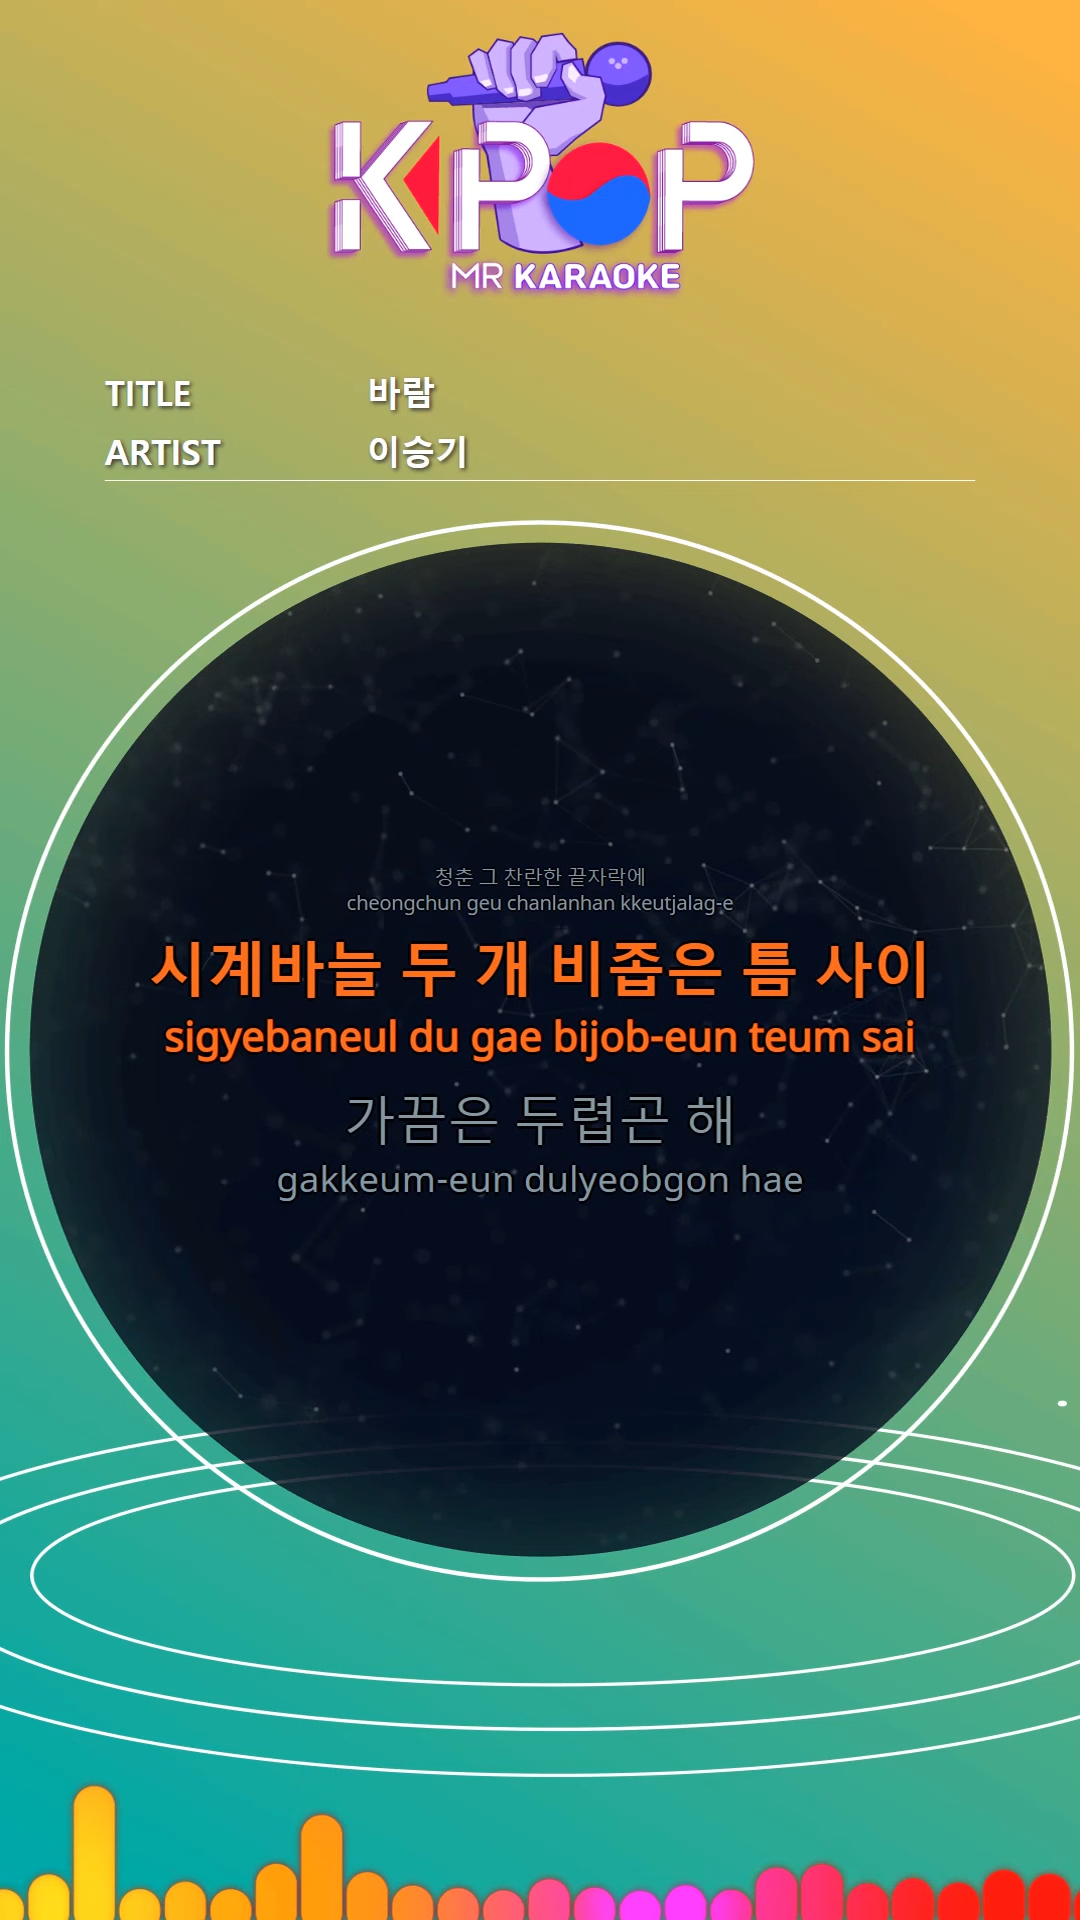 KPOP
MR KARAOKE
TITLE 바람
ARTIST 이승기
청춘 그 찬란한 끝자락에
cheongchun geu chanlanhan kkeutjalag-e
시계바늘 두 개 비좁은 틈 사이
sigyebaneul du gae bijob-eun teum sai
가끔은 두렵곤 해
gakkeum-eun dulyeobgon hae